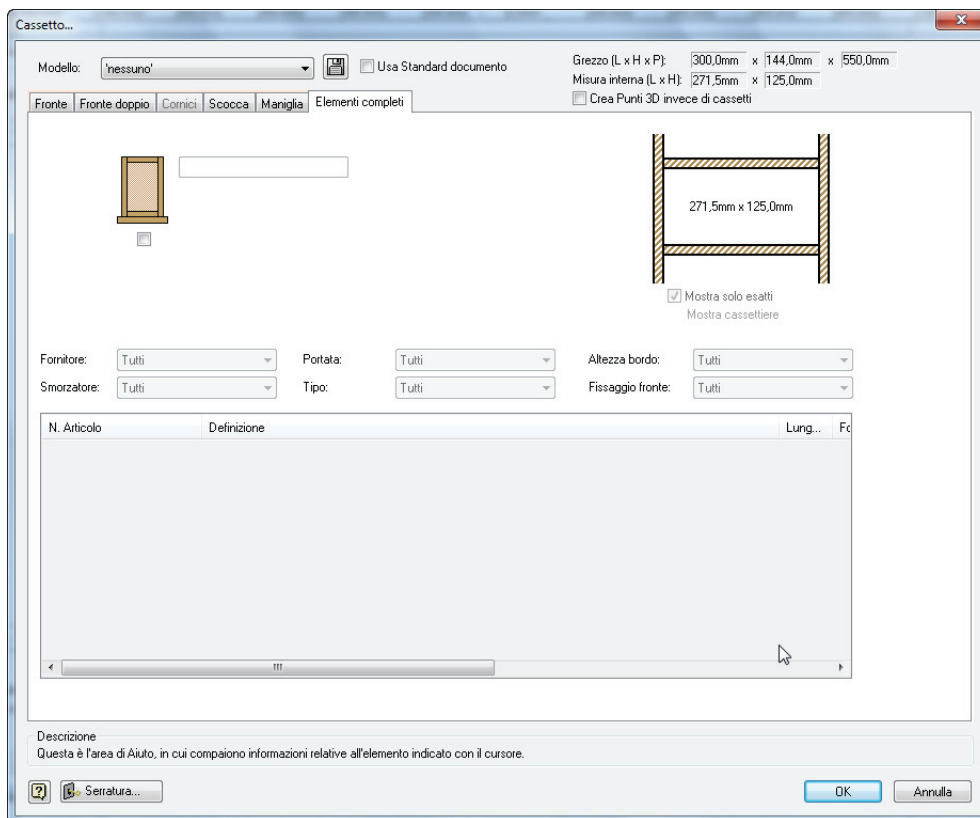 Cassetto...
Modello: 'nessuno' Usa Standard documento
Grezzo (L x H x P): 300,0mm x 144,0mm x 550,0mm
Misura interna (L x H): 271,5mm x 125,0mm
Crea Punti 3D invece di cassetti
Fronte Fronte doppio Cornici Scocca Maniglia Elementi completi
271,5mm x 125,0mm
Mostra solo esatti
Mostra cassettiere
Fornitore: Tutti Portata: Tutti Altezza bordo: Tutti
Smorzatore: Tutti Tipo: Tutti Fissaggio fronte: Tutti
N. Articolo Definizione Lung... Fo
Descrizione
Questa è l'area di Aiuto, in cui compaiono informazioni relative all'elemento indicato con il cursore.
Serratura... OK Annulla